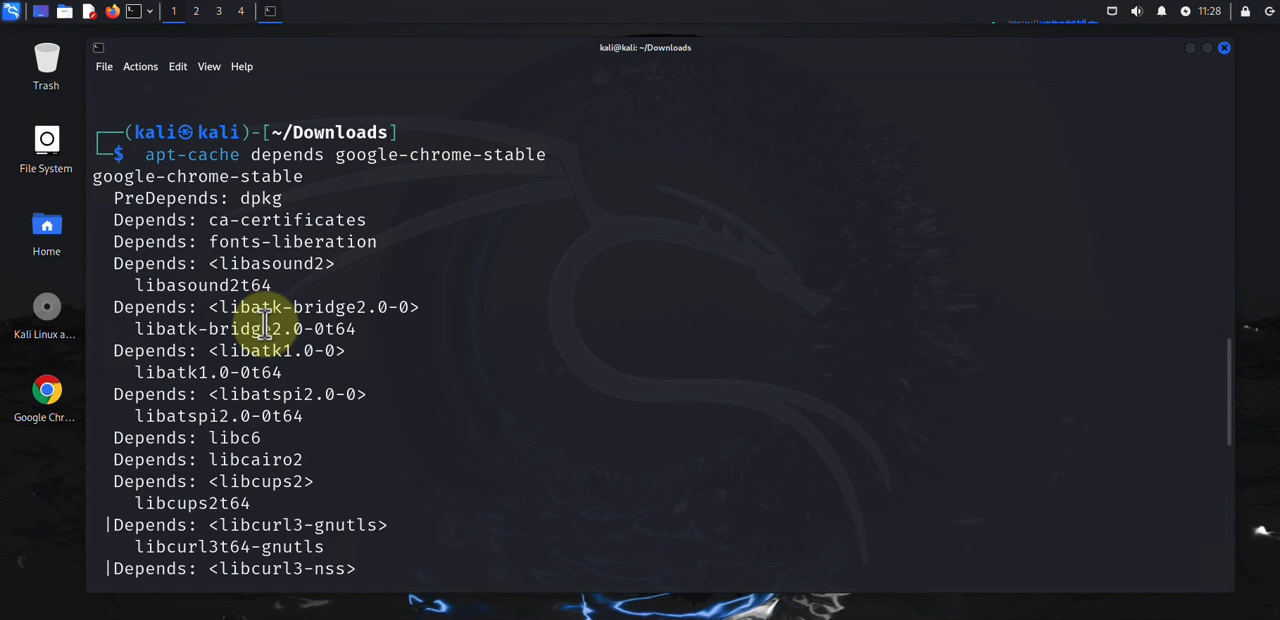 1 2 3 4 11:28
kali@kali: ~/Downloads
File Actions Edit View Help
Trash
File System
Home
Kali Linux a...
Google Chr...
┌──(kali㉿kali)-[~/Downloads]
└─$ apt-cache depends google-chrome-stable
google-chrome-stable
  PreDepends: dpkg
  Depends: ca-certificates
  Depends: fonts-liberation
  Depends: <libasound2>
    libasound2t64
  Depends: <libatk-bridge2.0-0>
    libatk-bridge2.0-0t64
  Depends: <libatk1.0-0>
    libatk1.0-0t64
  Depends: <libatspi2.0-0>
    libatspi2.0-0t64
  Depends: libc6
  Depends: libcairo2
  Depends: <libcups2>
    libcups2t64
 |Depends: <libcurl3-gnutls>
    libcurl3t64-gnutls
 |Depends: <libcurl3-nss>